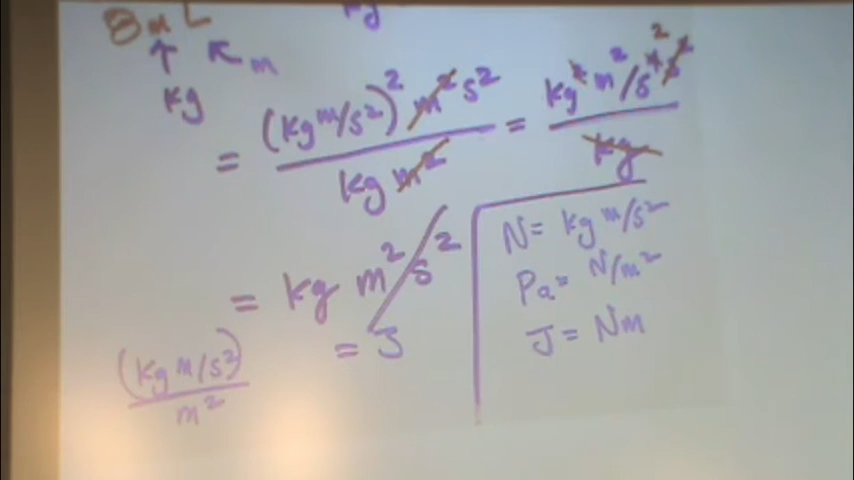 8mL kg
↑ ↖ m
kg
= (kg m/s²)² m² s² / kg m² = kg² m²/s⁴ s² / kg
= kg m²/s²
= J
(kg m/s²) / m²
N = kg m/s²
Pa = N/m²
J = Nm